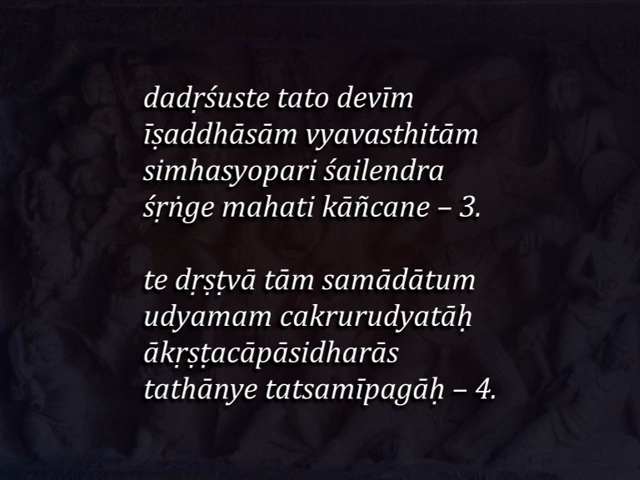 dadṛśuste tato devīm
īṣaddhāsām vyavasthitām
simhasyopari śailendra
śṛṅge mahati kāñcane – 3.
te dṛṣṭvā tām samādātum
udyamam cakrurudyatāḥ
ākṛṣṭacāpāsidharās
tathānye tatsamīpagāḥ – 4.